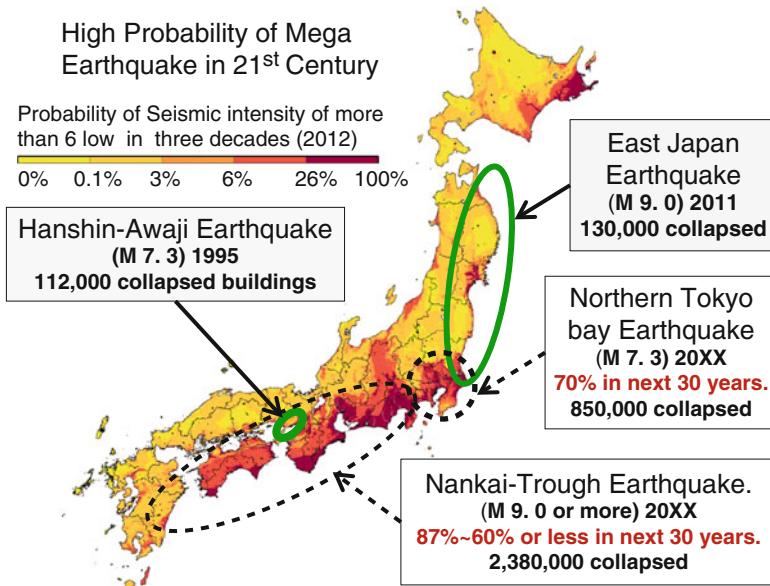 High Probability of Mega
Earthquake in 21st Century
Probability of Seismic intensity of more
than 6 low in three decades (2012)
0% 0.1% 3% 6% 26% 100%
East Japan
Earthquake
(M 9. 0) 2011
130,000 collapsed
Hanshin-Awaji Earthquake
(M 7. 3) 1995
112,000 collapsed buildings
Northern Tokyo
bay Earthquake
(M 7. 3) 20XX
70% in next 30 years.
850,000 collapsed
Nankai-Trough Earthquake.
(M 9. 0 or more) 20XX
87%~60% or less in next 30 years.
2,380,000 collapsed